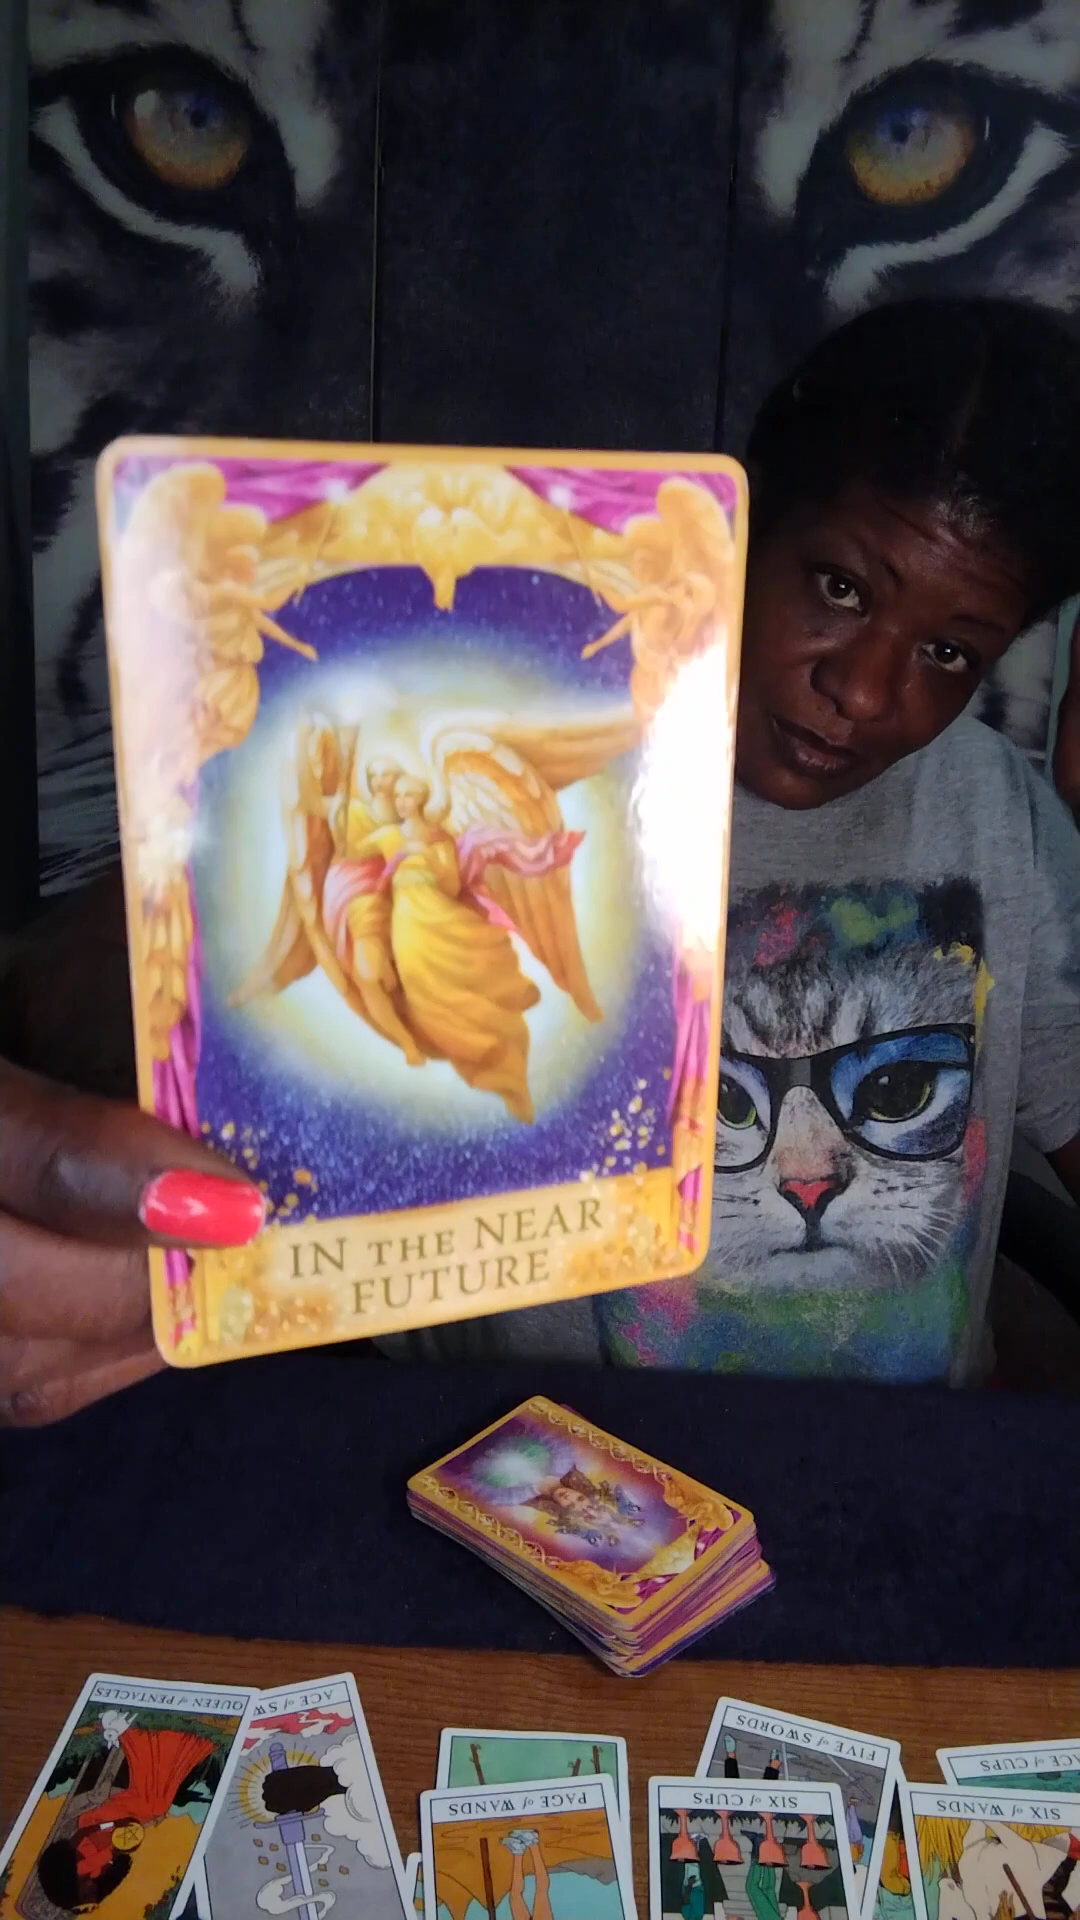 IN THE NEAR
FUTURE
QUEEN of PENTACLES
ACE of SW
PAGE of WANDS
FIVE of SWORDS
SIX of CUPS
ACE of CUPS
SIX of WANDS